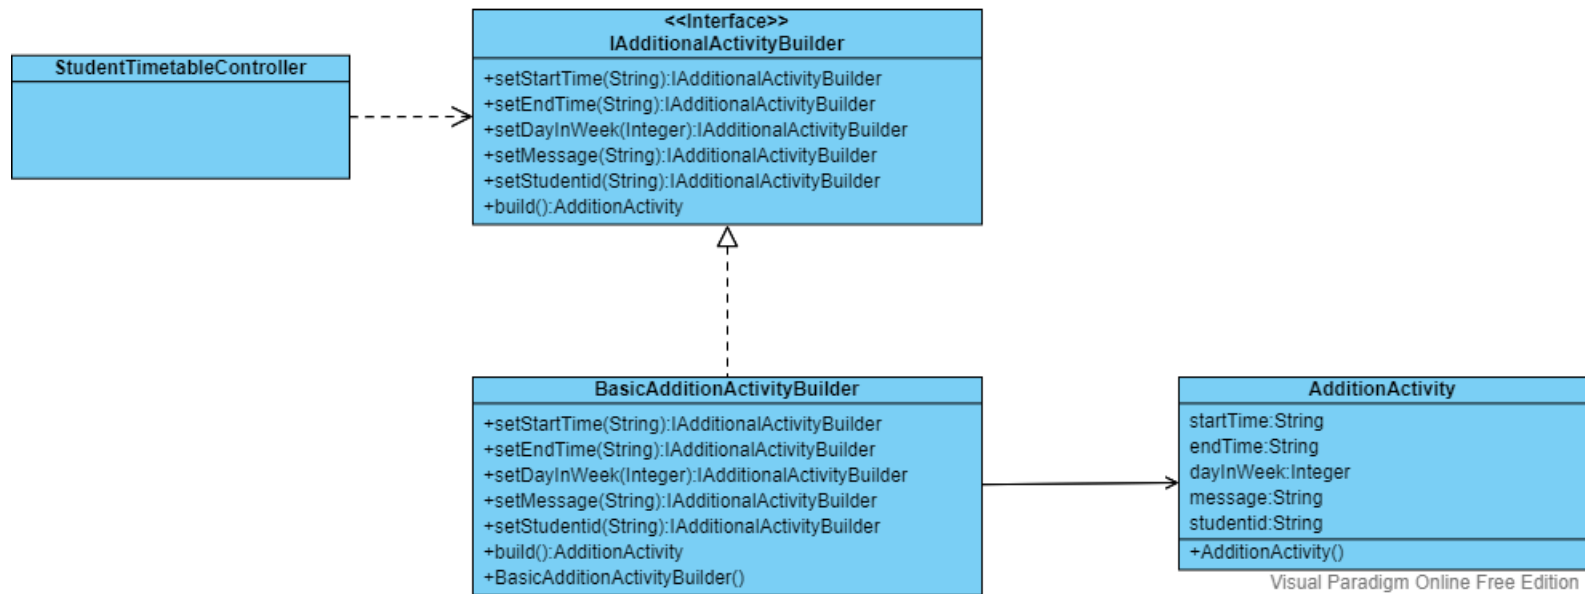 StudentTimetableController
<<Interface>>
IAdditionalActivityBuilder
+setStartTime(String):IAdditionalActivityBuilder
+setEndTime(String):IAdditionalActivityBuilder
+setDayInWeek(Integer):IAdditionalActivityBuilder
+setMessage(String):IAdditionalActivityBuilder
+setStudentid(String):IAdditionalActivityBuilder
+build():AdditionActivity
BasicAdditionActivityBuilder
+setStartTime(String):IAdditionalActivityBuilder
+setEndTime(String):IAdditionalActivityBuilder
+setDayInWeek(Integer):IAdditionalActivityBuilder
+setMessage(String):IAdditionalActivityBuilder
+setStudentid(String):IAdditionalActivityBuilder
+build():AdditionActivity
+BasicAdditionActivityBuilder()
AdditionActivity
startTime:String
endTime:String
dayInWeek:Integer
message:String
studentid:String
+AdditionActivity()
Visual Paradigm Online Free Edition